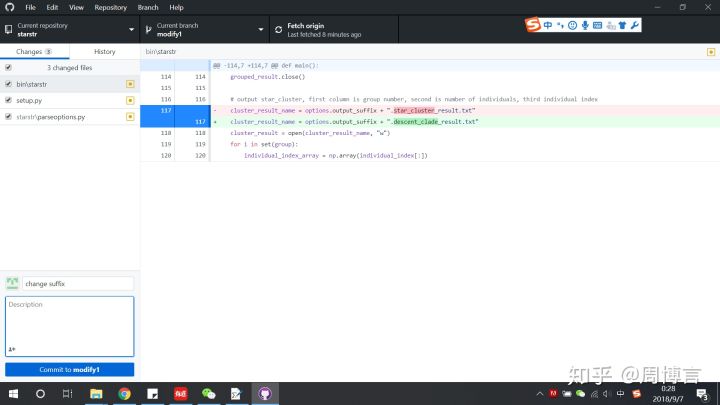 File Edit View Repository Branch Help
Current repository
starstr
Current branch
modify1
Fetch origin
Last fetched 8 minutes ago
中
Changes 3
History
bin\starstr
3 changed files
bin\starstr
setup.py
starstr\parseoptions.py
@@ -114,7 +114,7 @@ def main():
114 114 grouped_result.close()
115 115
116 116 # output star_cluster, first column is group number, second is number of individuals, third individual index
117 - cluster_result_name = options.output_suffix + ".star_cluster_result.txt"
117 + cluster_result_name = options.output_suffix + ".descent_clade_result.txt"
118 118 cluster_result = open(cluster_result_name, "w")
119 119 for i in set(group):
120 120 individual_index_array = np.array(individual_index[:])
change suffix
Description
Commit to modify1
知乎 @周博言
有道
中
0:28
2018/9/7
3